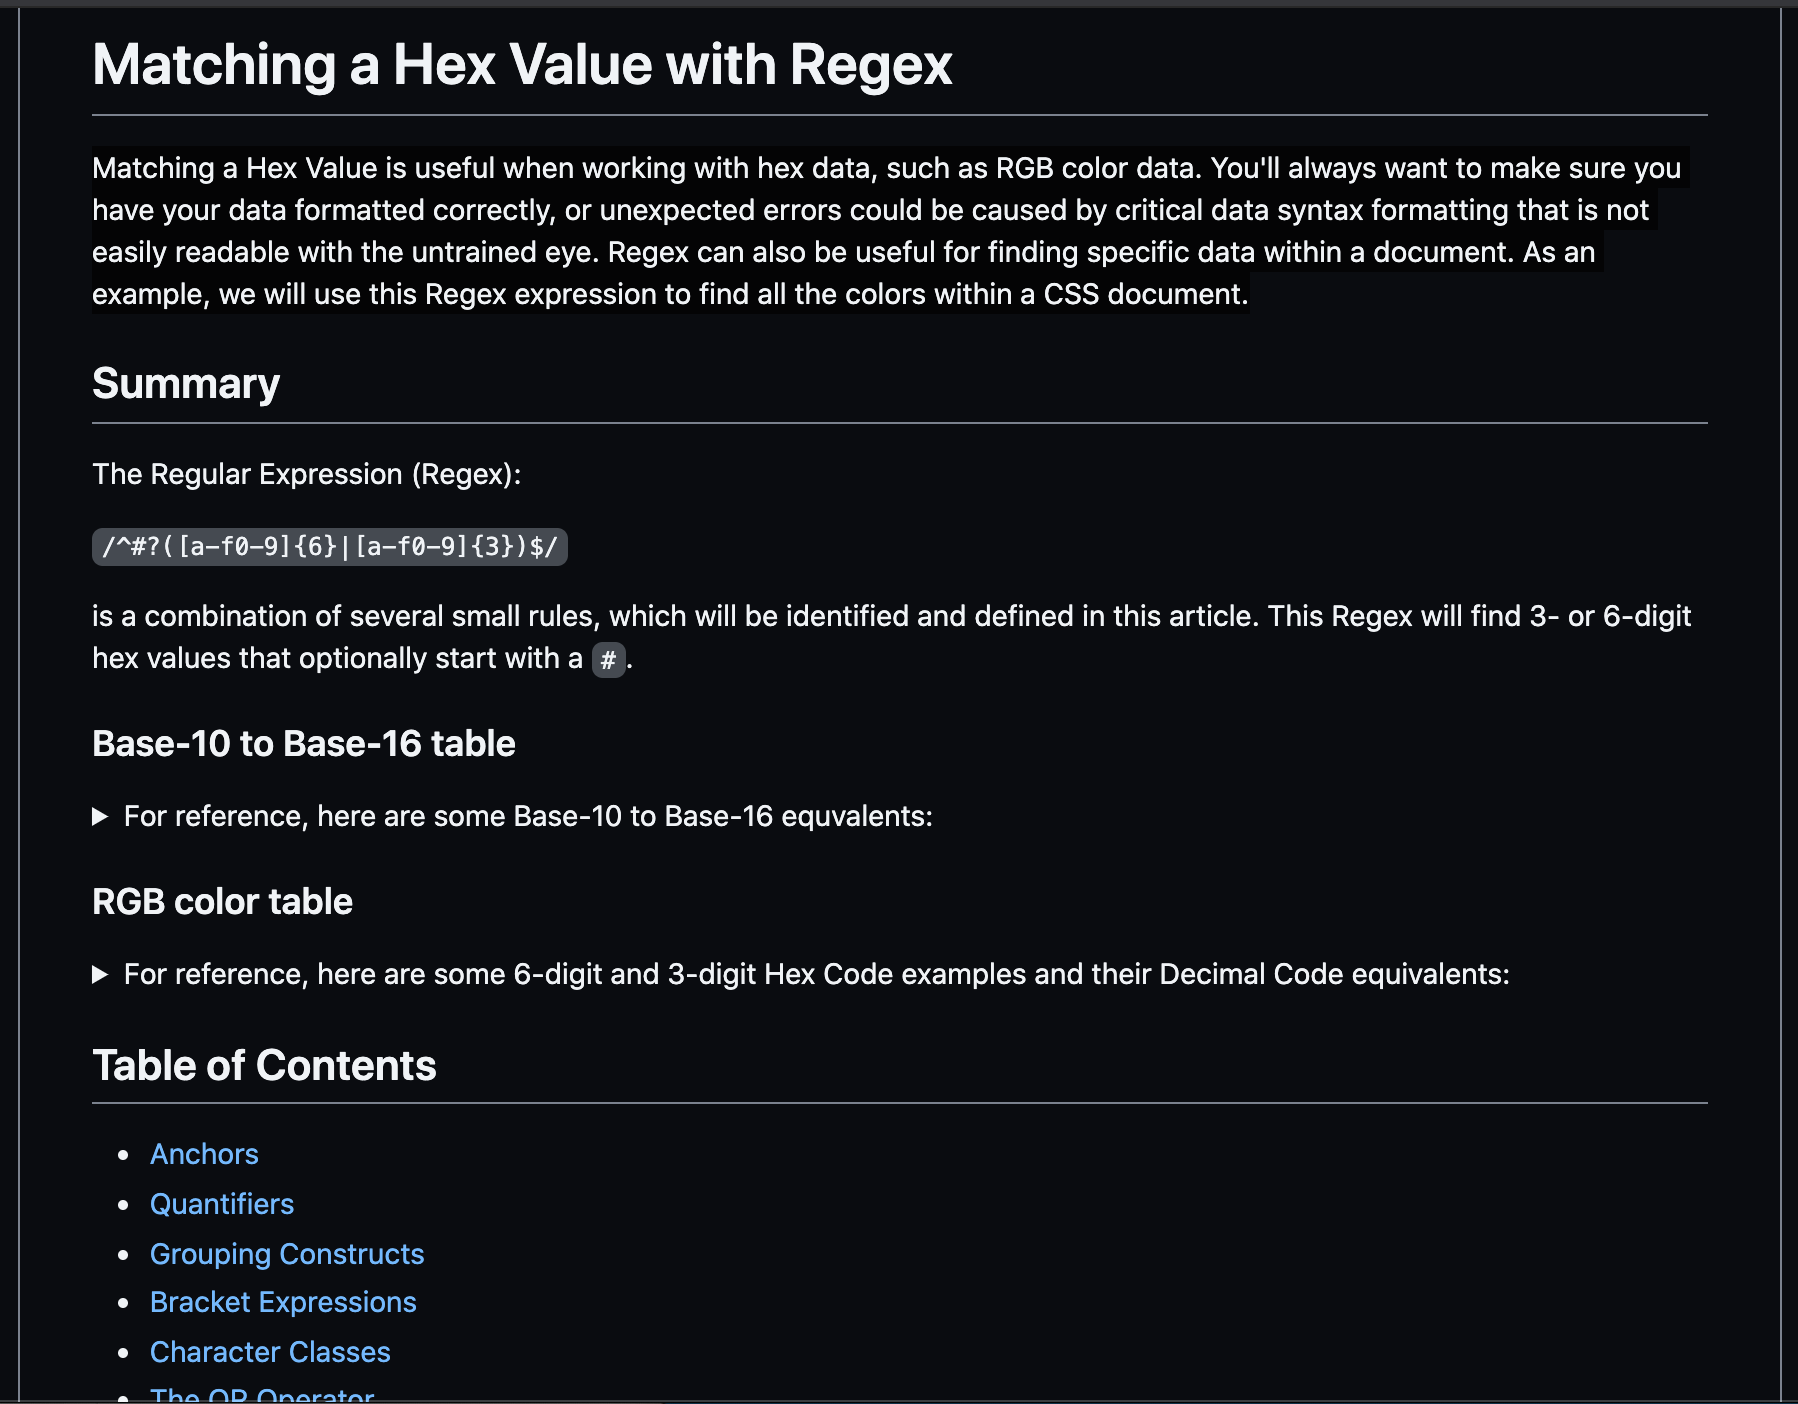 Matching a Hex Value with Regex
Matching a Hex Value is useful when working with hex data, such as RGB color data. You'll always want to make sure you
have your data formatted correctly, or unexpected errors could be caused by critical data syntax formatting that is not
easily readable with the untrained eye. Regex can also be useful for finding specific data within a document. As an
example, we will use this Regex expression to find all the colors within a CSS document.
Summary
The Regular Expression (Regex):
/^#?([a-f0-9]{6}|[a-f0-9]{3})$/
is a combination of several small rules, which will be identified and defined in this article. This Regex will find 3- or 6-digit
hex values that optionally start with a #.
Base-10 to Base-16 table
For reference, here are some Base-10 to Base-16 equvalents:
RGB color table
For reference, here are some 6-digit and 3-digit Hex Code examples and their Decimal Code equivalents:
Table of Contents
Anchors
Quantifiers
Grouping Constructs
Bracket Expressions
Character Classes
The OR Operator